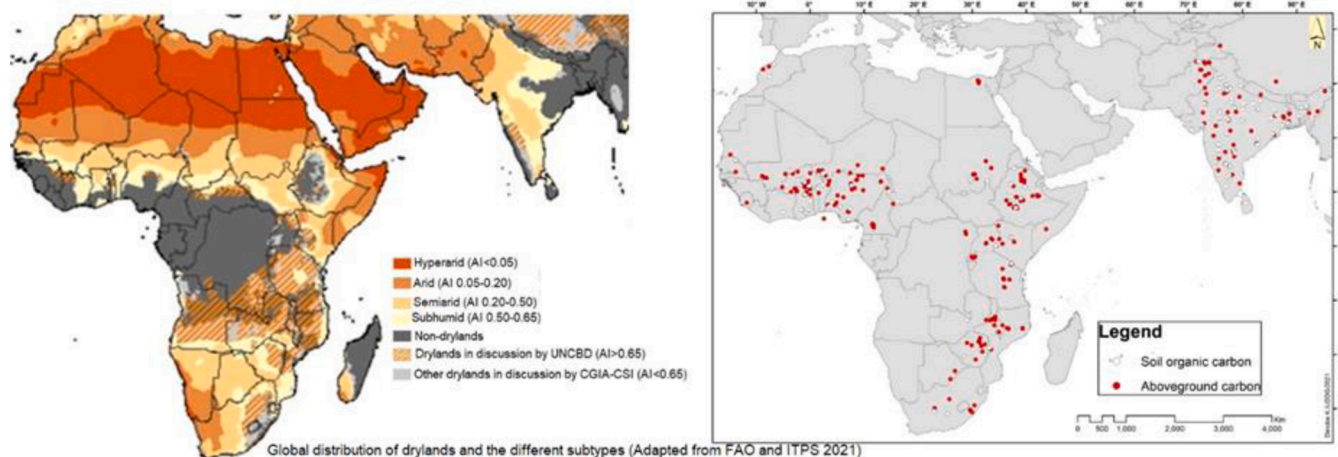 Hyperarid (AI<0.05)
Arid (AI 0.05-0.20)
Semiarid (AI 0.20-0.50)
Subhumid (AI 0.50-0.65)
Non-drylands
Drylands in discussion by UNCBD (AI>0.65)
Other drylands in discussion by CGIA-CSI (AI<0.65)
Global distribution of drylands and the different subtypes (Adapted from FAO and ITPS 2021)
10° W 0° 10° E 20° E 30° E 40° E 50° E 60° E 70° E 80° E 90° E
N
Legend
Soil organic carbon
Aboveground carbon
Km
0 500 1,000 2,000 3,000 4,000